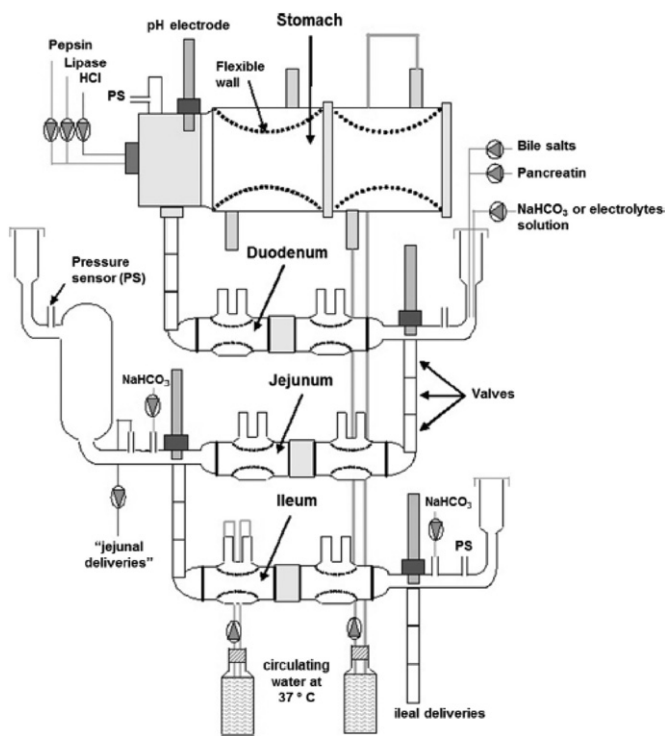 Stomach
pH electrode
Pepsin
Lipase
HCl
PS
Flexible
wall
Bile salts
Pancreatin
NaHCO₃ or electrolytes
solution
Pressure
sensor (PS)
Duodenum
NaHCO₃
Jejunum
Valves
"jejunal
deliveries"
Ileum
NaHCO₃
PS
circulating
water at
37 º C
ileal deliveries